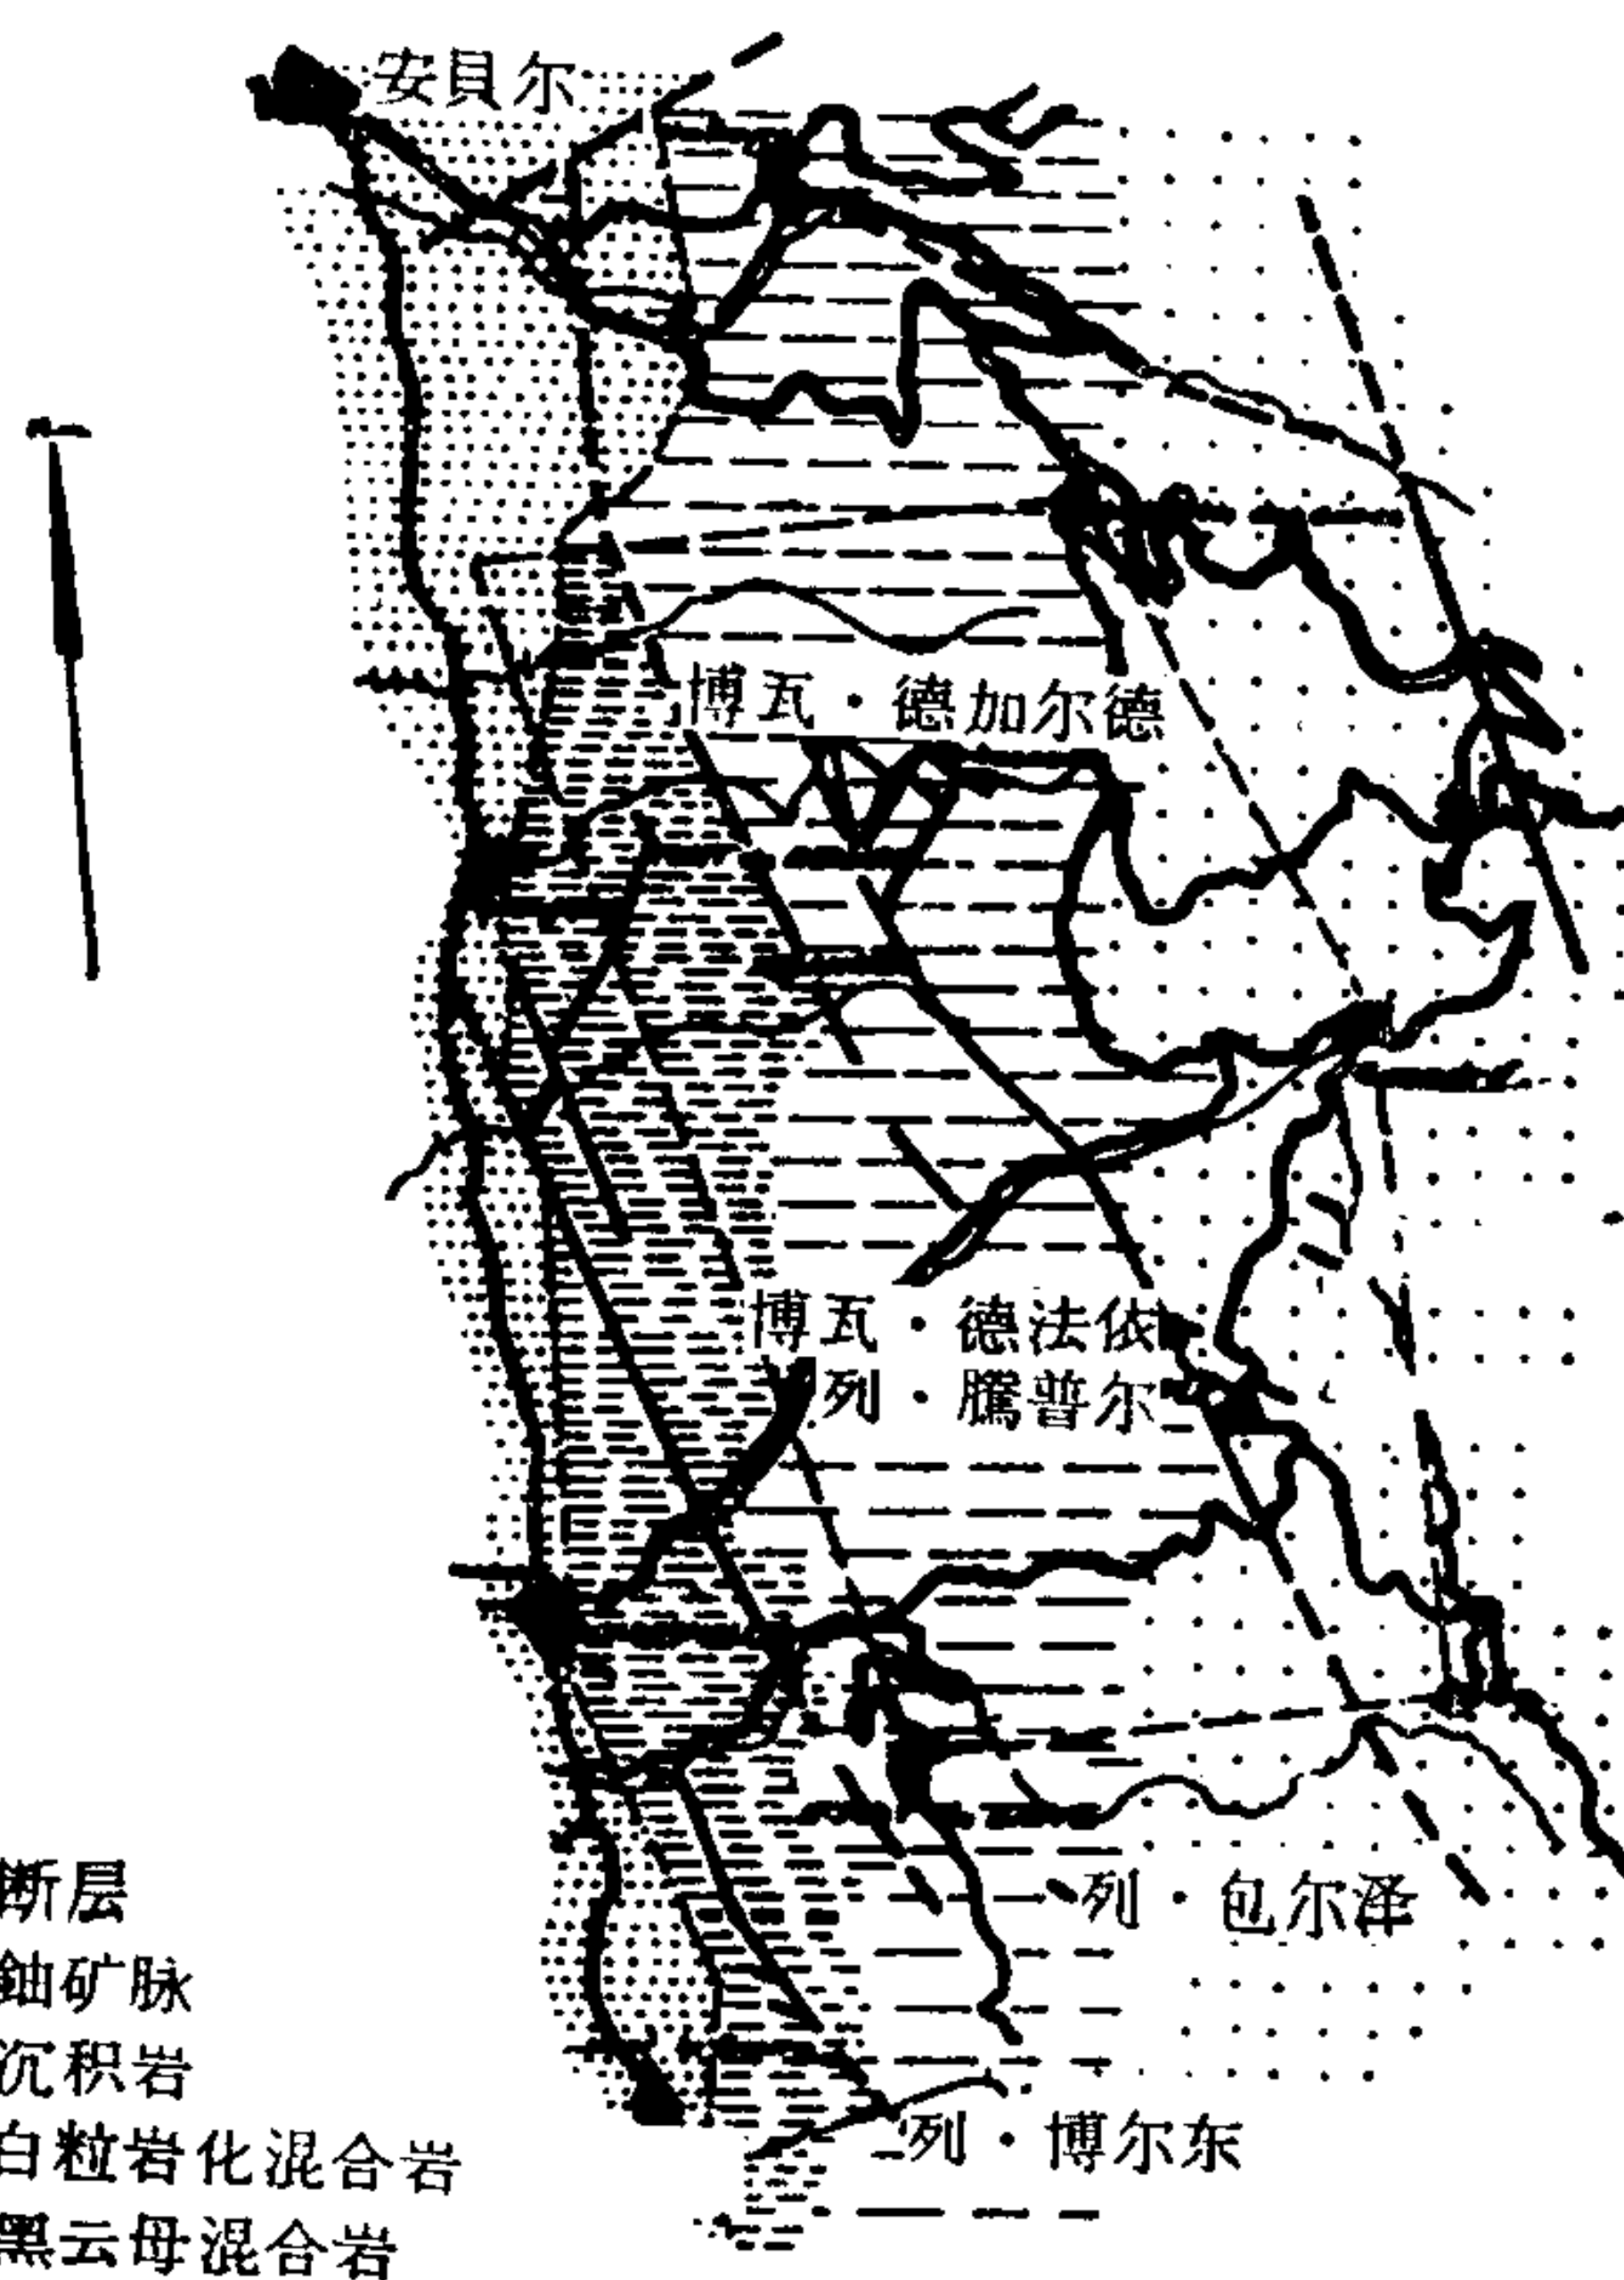 安貝尔
博瓦·德加尔德
博瓦·德法依
列·騰普尔
列·包尔泽
列·博尔东
断层
鈾矿脉
沉积岩
白粒岩化混合岩
黑云母混合岩